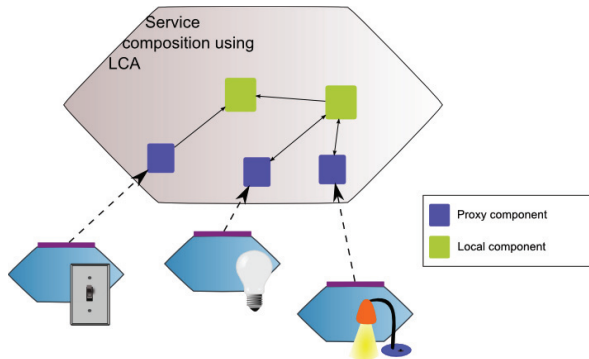 Service
composition using
LCA
Proxy component
Local component